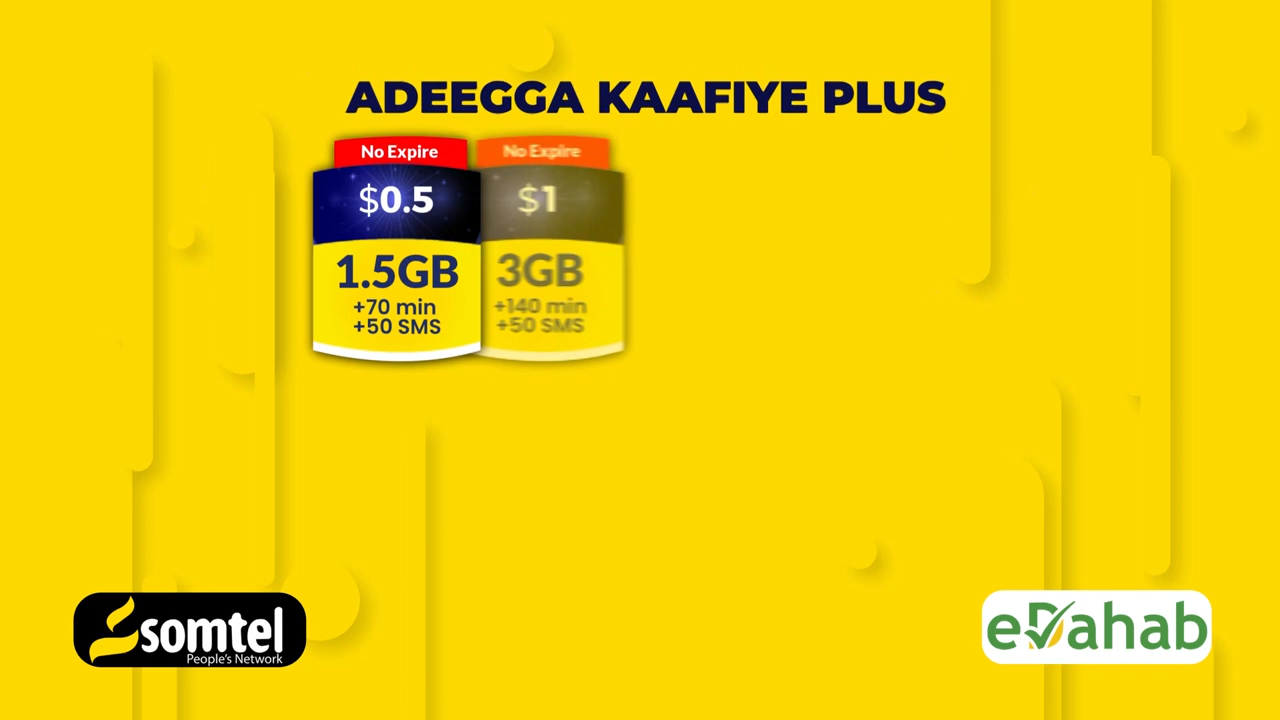 ADEEGGA KAAFIYE PLUS
No Expire
$0.5
1.5GB
+70 min
+50 SMS
No Expire
$1
3GB
+140 min
+50 SMS
somtel
People's Network
eDahab